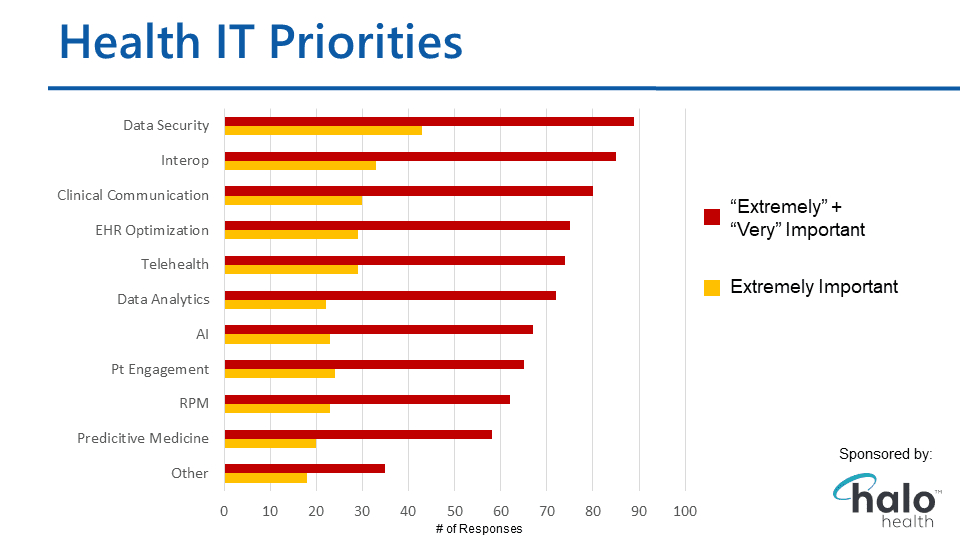 Health IT Priorities
Data Security
Interop
Clinical Communication
EHR Optimization
Telehealth
Data Analytics
AI
Pt Engagement
RPM
Predicitive Medicine
Other
0 10 20 30 40 50 60 70 80 90 100
# of Responses
“Extremely” +
“Very” Important
Extremely Important
Sponsored by:
halo™
health